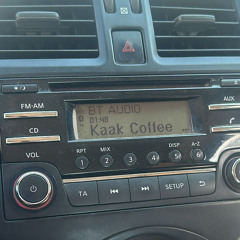 BT AUDIO
01:48
Kaak Coffee
FM·AM
AUX
CD
VOL
RPT MIX DISP A-Z
1 2 3 4 5 6
TA SETUP